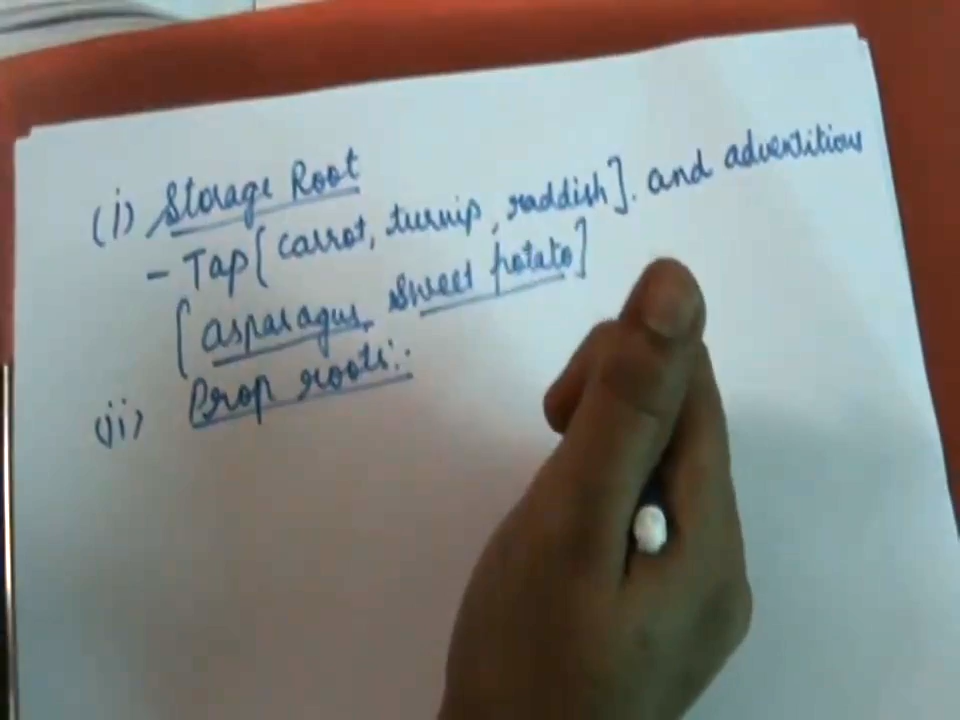 (i) Storage Root
- Tap [carrot, turnip, raddish]. and adventitious
[asparagus, sweet potato]
(ii) Prop roots:-